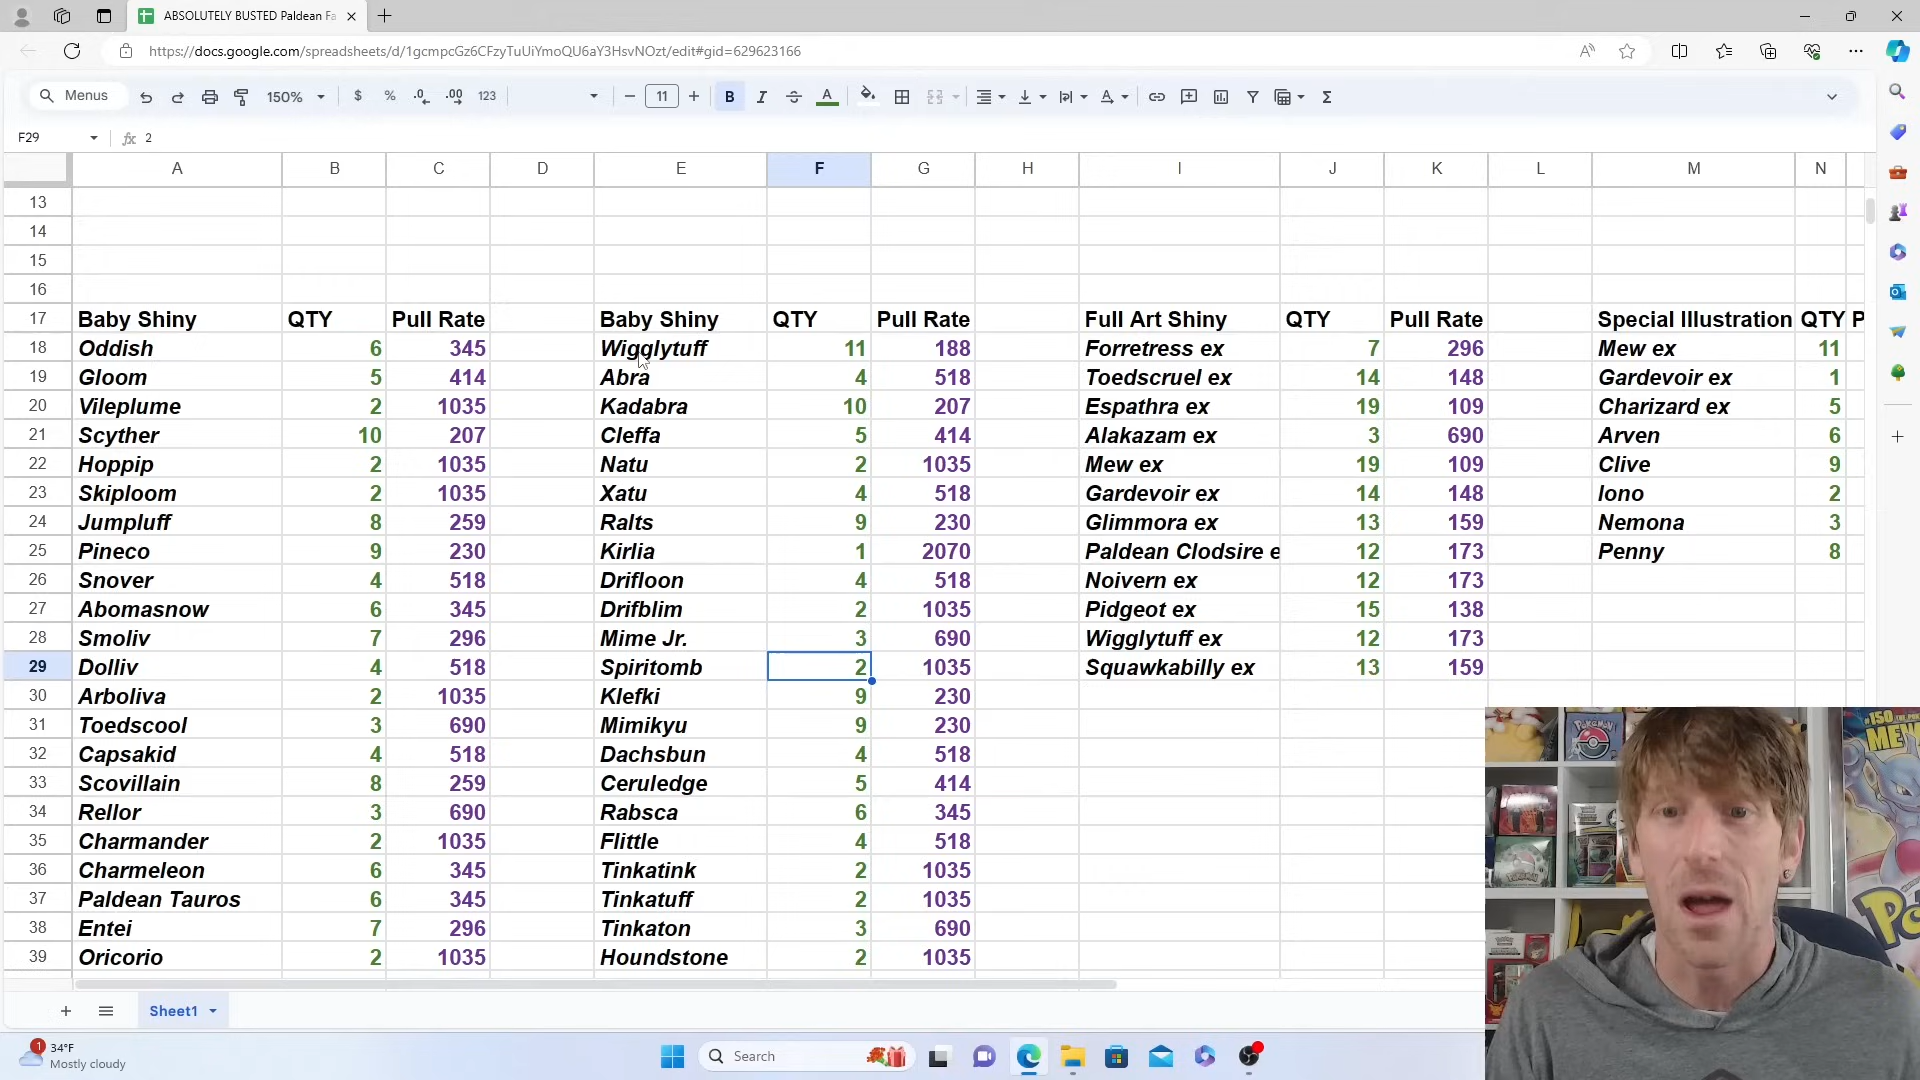 ABSOLUTELY BUSTED Paldean Fa
https://docs.google.com/spreadsheets/d/1gcmpcGz6CFzyTuUiYmoQU6aY3HsvNOzt/edit#gid=629623166
Menus 150% $ % .0 .00 123 11 B I S A
F29 fx 2
A B C D E F G H I J K L M N
13
14
15
16
17 Baby Shiny QTY Pull Rate Baby Shiny QTY Pull Rate Full Art Shiny QTY Pull Rate Special Illustration QTY P
18 Oddish 6 345 Wigglytuff 11 188 Forretress ex 7 296 Mew ex 11
19 Gloom 5 414 Abra 4 518 Toedscruel ex 14 148 Gardevoir ex 1
20 Vileplume 2 1035 Kadabra 10 207 Espathra ex 19 109 Charizard ex 5
21 Scyther 10 207 Cleffa 5 414 Alakazam ex 3 690 Arven 6
22 Hoppip 2 1035 Natu 2 1035 Mew ex 19 109 Clive 9
23 Skiploom 2 1035 Xatu 4 518 Gardevoir ex 14 148 Iono 2
24 Jumpluff 8 259 Ralts 9 230 Glimmora ex 13 159 Nemona 3
25 Pineco 9 230 Kirlia 1 2070 Paldean Clodsire e 12 173 Penny 8
26 Snover 4 518 Drifloon 4 518 Noivern ex 12 173
27 Abomasnow 6 345 Drifblim 2 1035 Pidgeot ex 15 138
28 Smoliv 7 296 Mime Jr. 3 690 Wigglytuff ex 12 173
29 Dolliv 4 518 Spiritomb 2 1035 Squawkabilly ex 13 159
30 Arboliva 2 1035 Klefki 9 230
31 Toedscool 3 690 Mimikyu 9 230
32 Capsakid 4 518 Dachsbun 4 518
33 Scovillain 8 259 Ceruledge 5 414
34 Rellor 3 690 Rabsca 6 345
35 Charmander 2 1035 Flittle 4 518
36 Charmeleon 6 345 Tinkatink 2 1035
37 Paldean Tauros 6 345 Tinkatuff 2 1035
38 Entei 7 296 Tinkaton 3 690
39 Oricorio 2 1035 Houndstone 2 1035
150
Sheet1
1 34°F
Mostly cloudy
Search